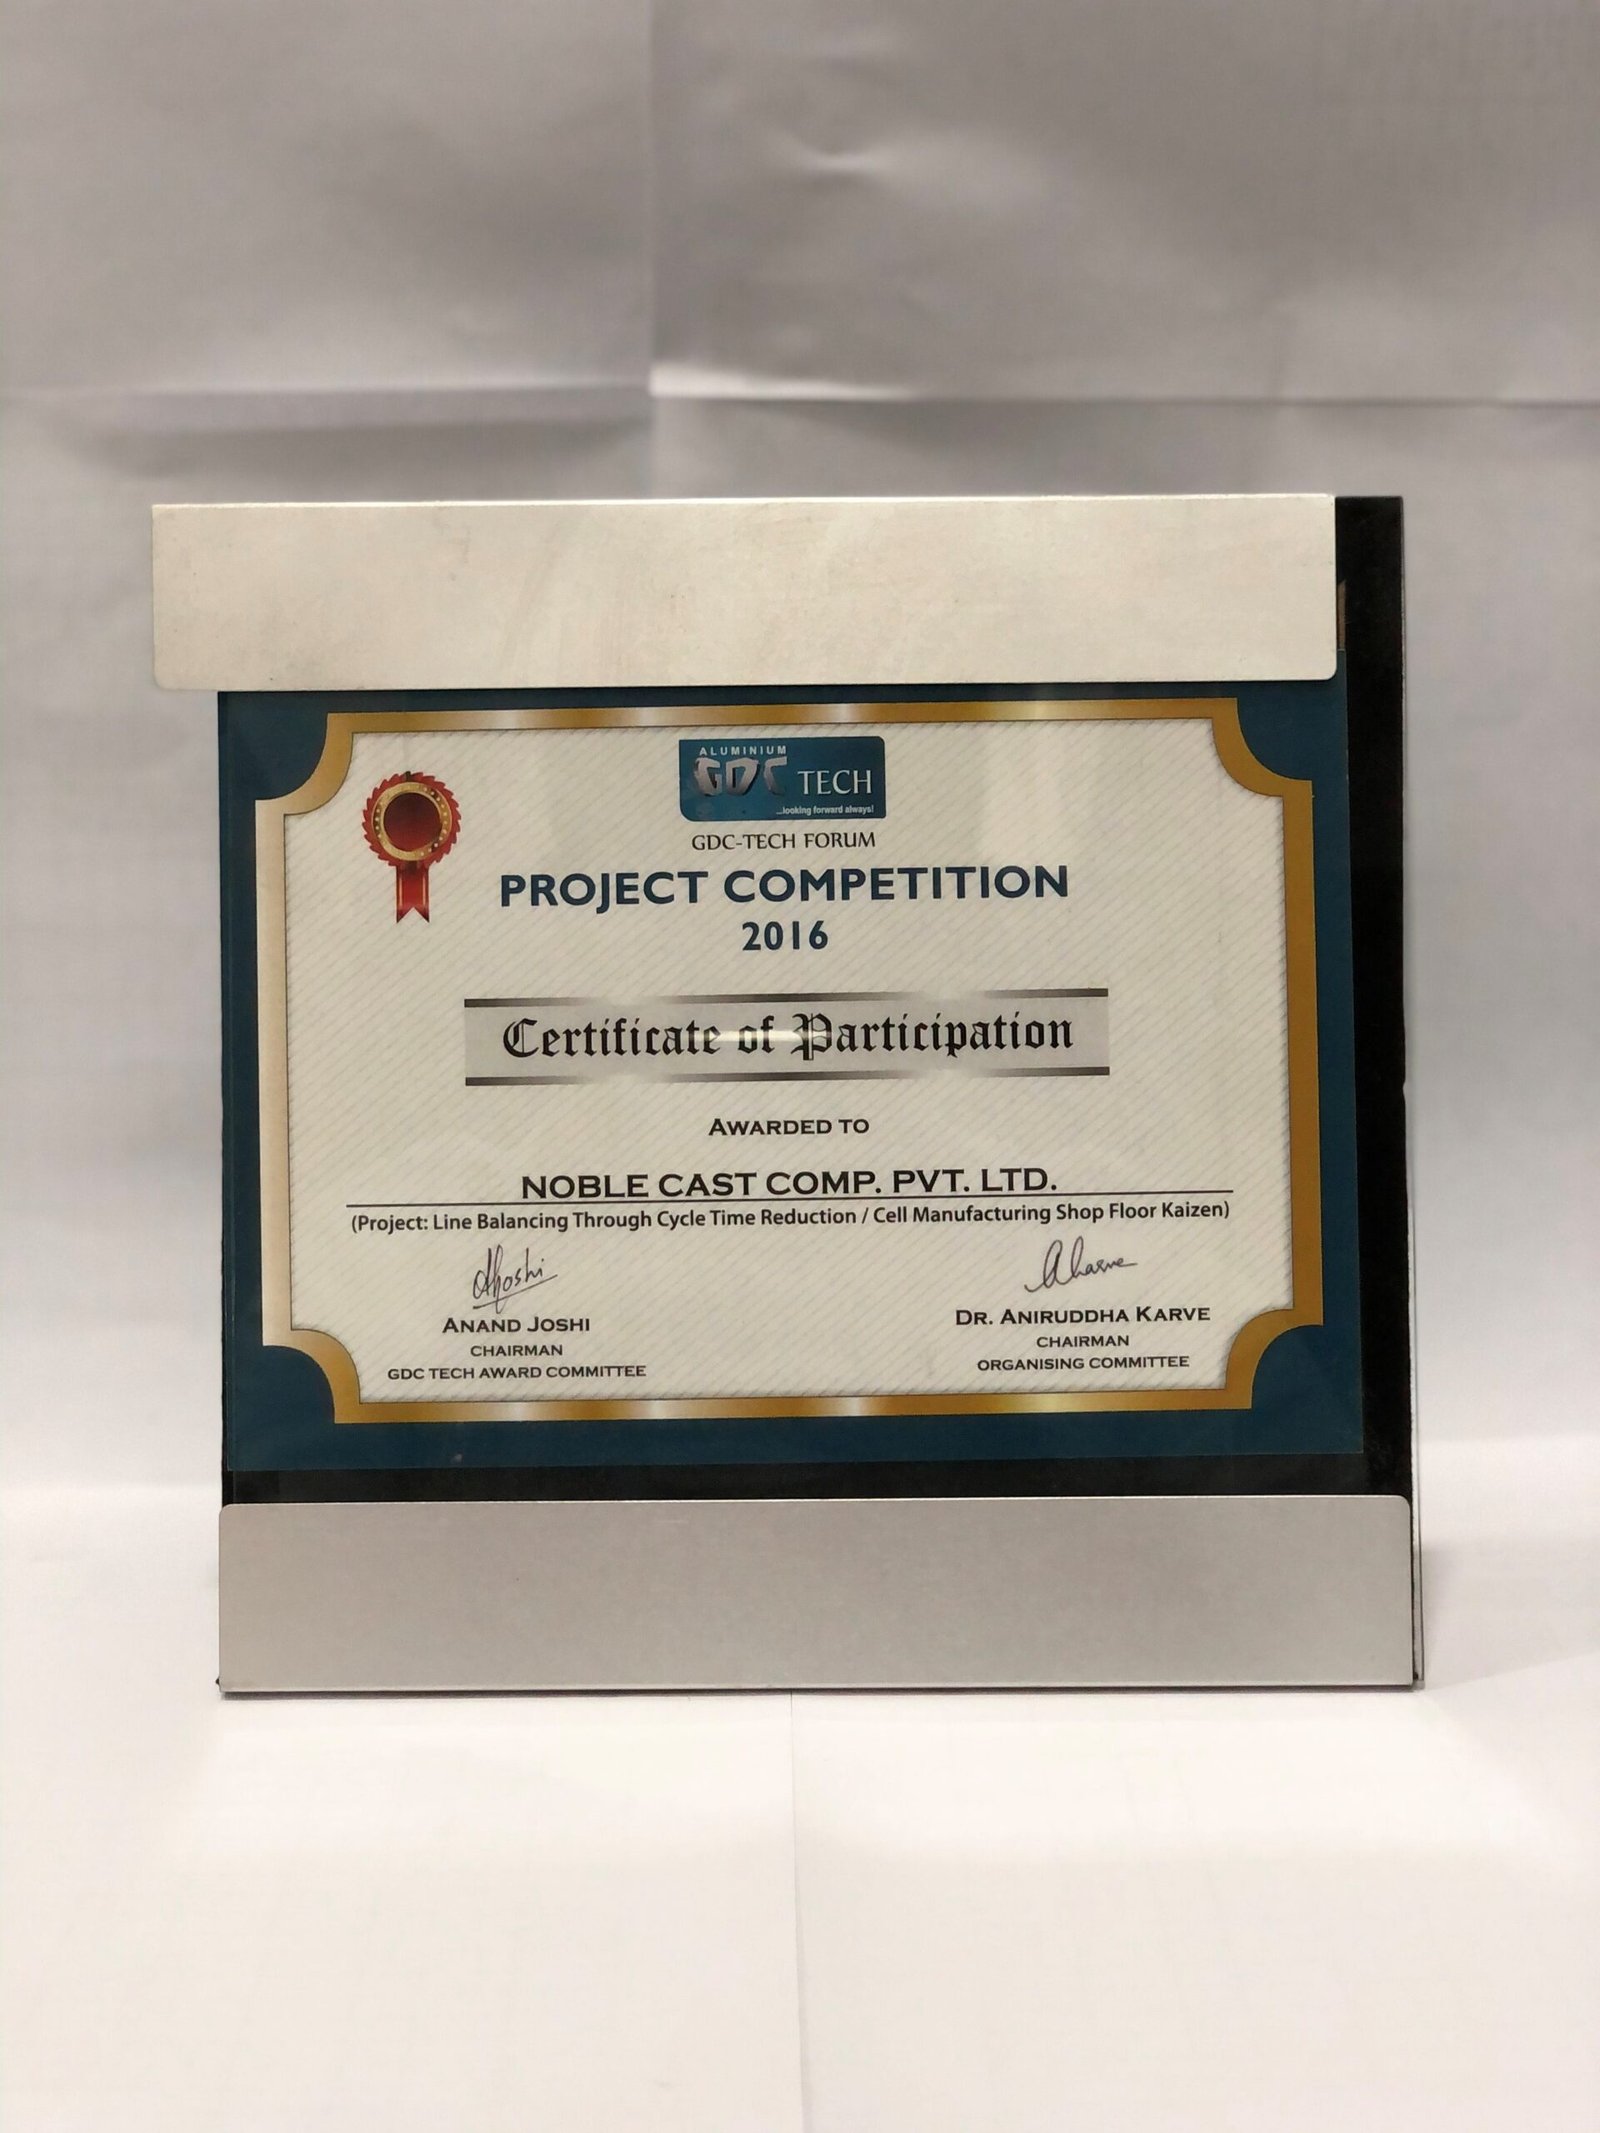 ALUMINIUM
GDC TECH
...looking forward always!
GDC-TECH FORUM
PROJECT COMPETITION
2016
Certificate of Participation
AWARDED TO
NOBLE CAST COMP. PVT. LTD.
(Project: Line Balancing Through Cycle Time Reduction / Cell Manufacturing Shop Floor Kaizen)
AJoshi
ANAND JOSHI
CHAIRMAN
GDC TECH AWARD COMMITTEE
AKarve
DR. ANIRUDDHA KARVE
CHAIRMAN
ORGANISING COMMITTEE